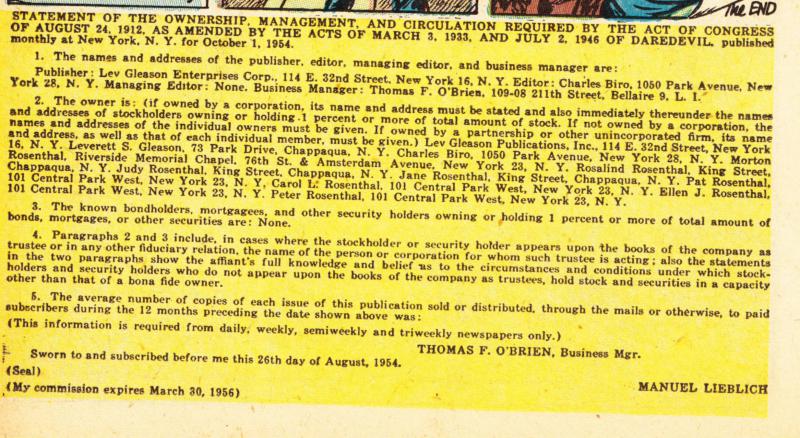 The END
STATEMENT OF THE OWNERSHIP, MANAGEMENT, AND CIRCULATION REQUIRED BY THE ACT OF CONGRESS
OF AUGUST 24, 1912, AS AMENDED BY THE ACTS OF MARCH 3, 1933, AND JULY 2, 1946 OF DAREDEVIL, published
monthly at New York, N. Y. for October 1, 1954.
1. The names and addresses of the publisher, editor, managing editor, and business manager are:
Publisher: Lev Gleason Enterprises Corp., 114 E. 32nd Street, New York 16, N. Y. Editor: Charles Biro, 1050 Park Avenue, New
York 28, N. Y. Managing Editor: None. Business Manager: Thomas F. O'Brien, 109-08 211th Street, Bellaire 9, L. I.
2. The owner is: (if owned by a corporation, its name and address must be stated and also immediately thereunder the names
and addresses of stockholders owning or holding 1 percent or more of total amount of stock. If not owned by a corporation, the
names and addresses of the individual owners must be given. If owned by a partnership or other unincorporated firm, its name
and address, as well as that of each individual member, must be given.) Lev Gleason Publications, Inc., 114 E. 32nd Street, New York
16, N. Y. Leverett S. Gleason, 73 Park Drive, Chappaqua, N. Y. Charles Biro, 1050 Park Avenue, New York 28, N. Y. Morton
Rosenthal, Riverside Memorial Chapel, 76th St. & Amsterdam Avenue, New York 23, N. Y. Rosalind Rosenthal, King Street,
Chappaqua, N. Y. Judy Rosenthal, King Street, Chappaqua, N. Y. Jane Rosenthal, King Street, Chappaqua, N. Y. Pat Rosenthal,
101 Central Park West, New York 23, N. Y. Carol L. Rosenthal, 101 Central Park West, New York 23, N. Y. Ellen J. Rosenthal,
101 Central Park West, New York 23, N. Y. Peter Rosenthal, 101 Central Park West, New York 23, N. Y.
3. The known bondholders, mortgagees, and other security holders owning or holding 1 percent or more of total amount of
bonds, mortgages, or other securities are: None.
4. Paragraphs 2 and 3 include, in cases where the stockholder or security holder appears upon the books of the company as
trustee or in any other fiduciary relation, the name of the person or corporation for whom such trustee is acting; also the statements
in the two paragraphs show the affiant's full knowledge and belief as to the circumstances and conditions under which stock-
holders and security holders who do not appear upon the books of the company as trustees, hold stock and securities in a capacity
other than that of a bona fide owner.
5. The average number of copies of each issue of this publication sold or distributed, through the mails or otherwise, to paid
subscribers during the 12 months preceding the date shown above was:
(This information is required from daily, weekly, semiweekly and triweekly newspapers only.)
THOMAS F. O'BRIEN, Business Mgr.
Sworn to and subscribed before me this 26th day of August, 1954.
(Seal)
(My commission expires March 30, 1956)
MANUEL LIEBLICH